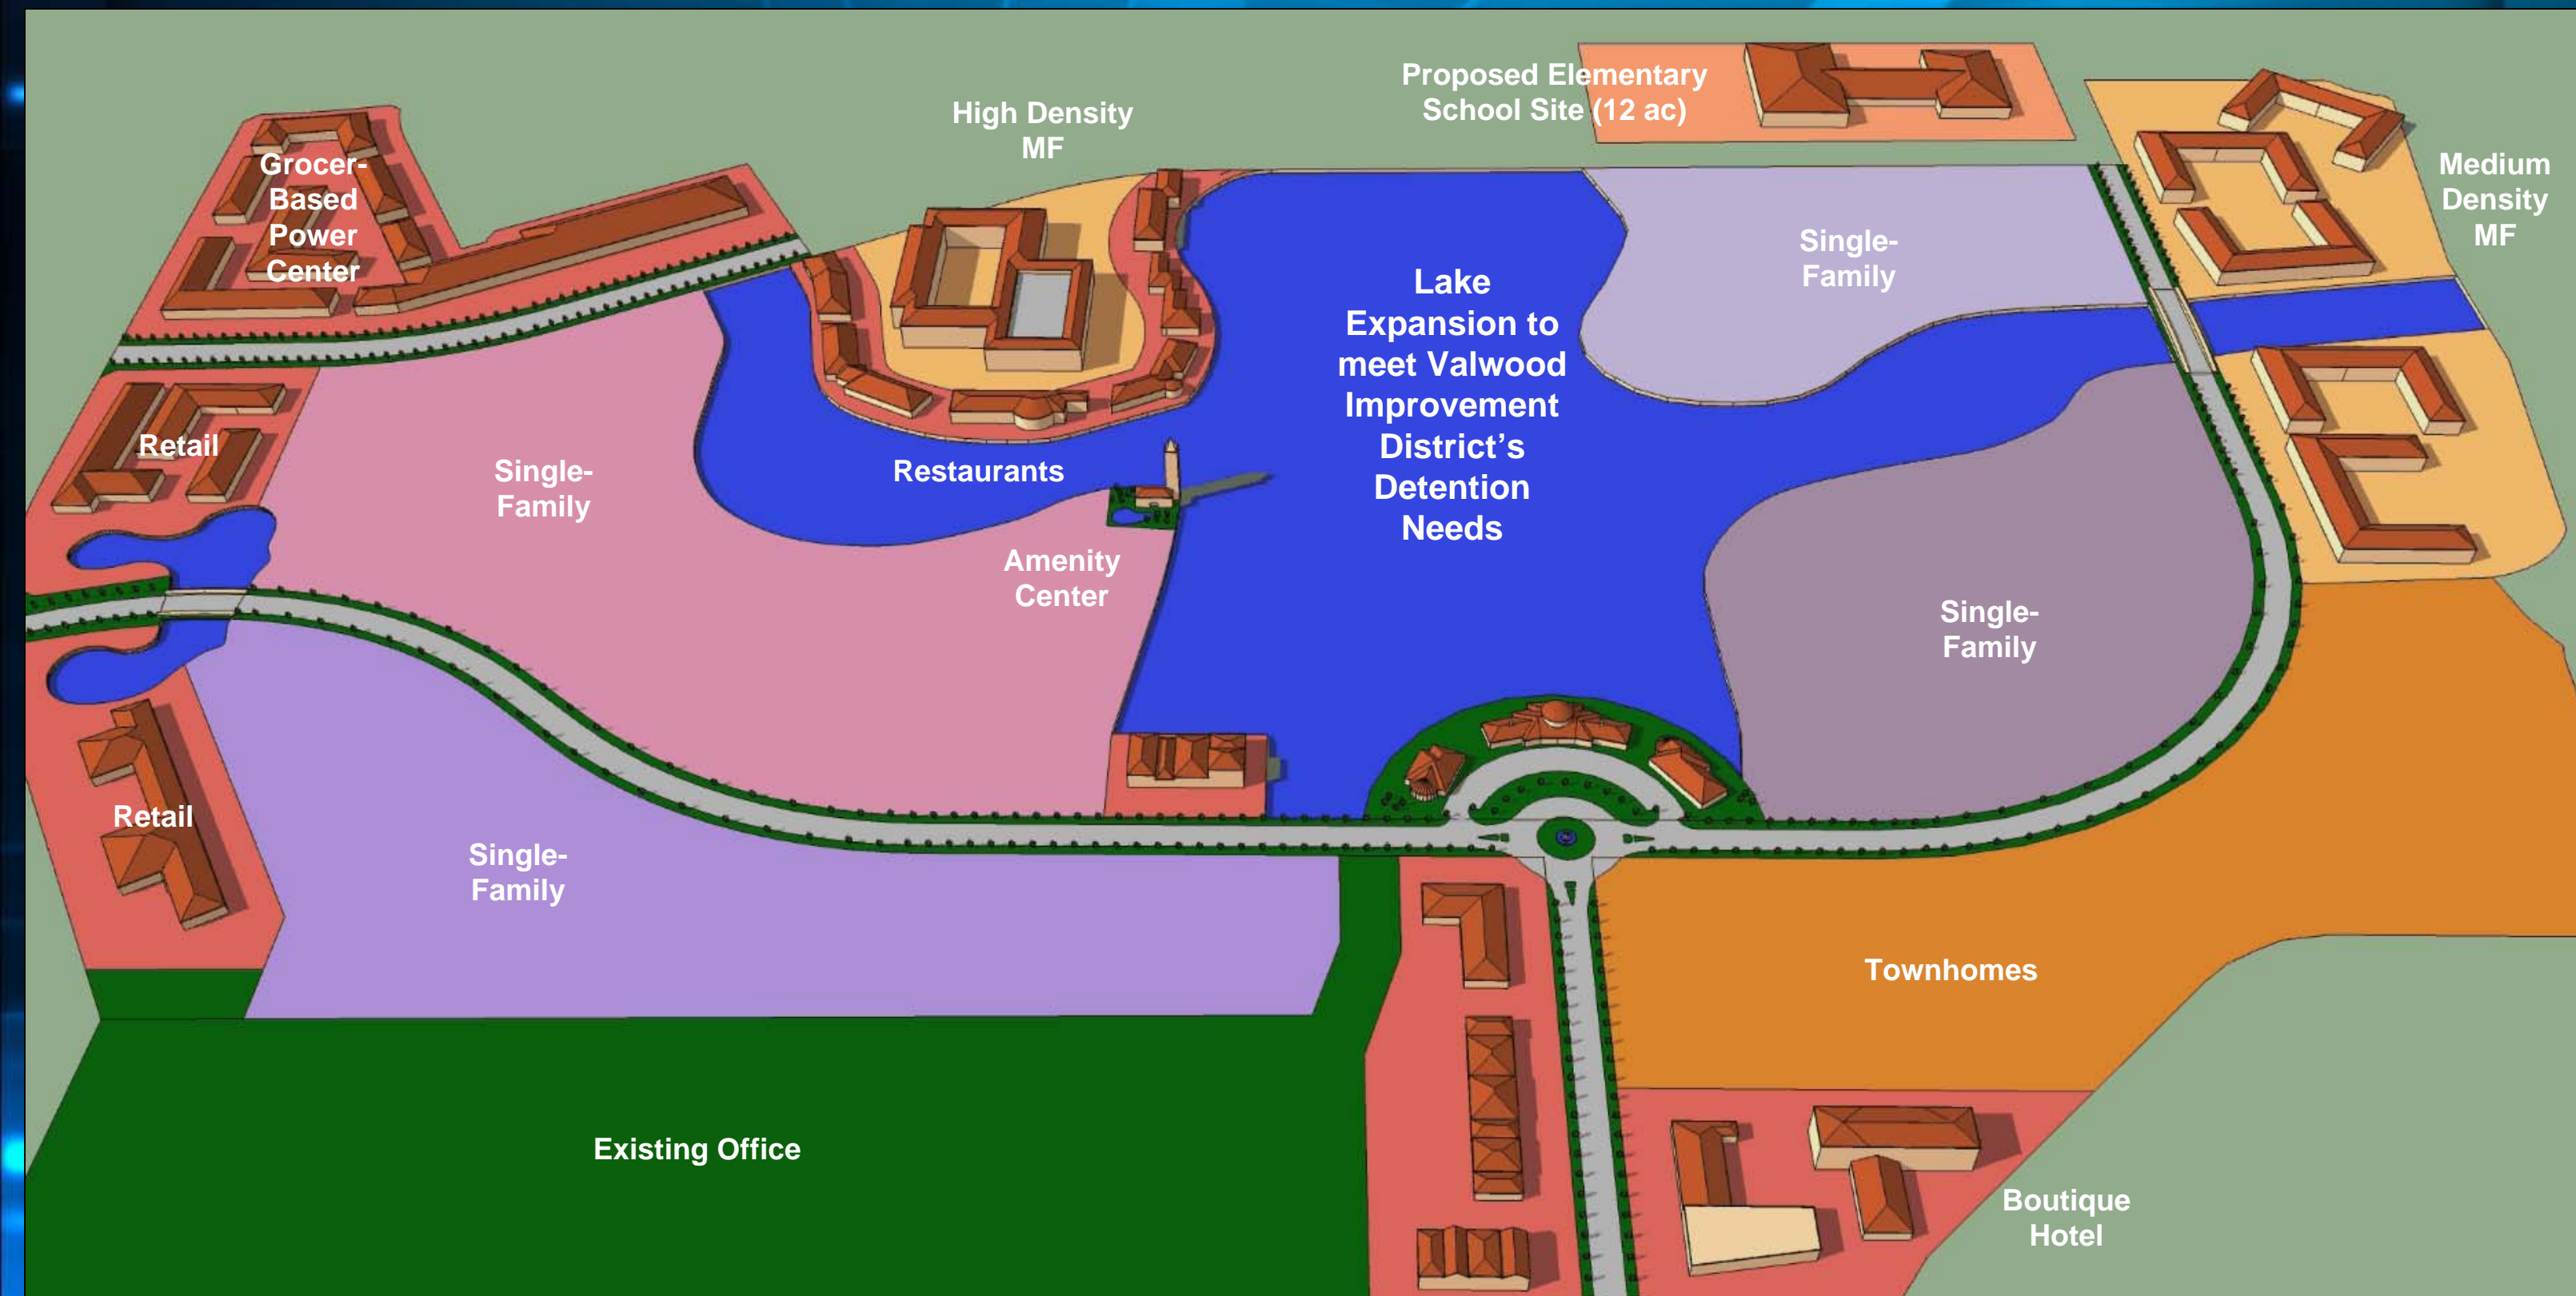 Proposed Elementary
School Site (12 ac)
High Density
MF
Grocer-
Based
Power
Center
Medium
Density
MF
Single-
Family
Lake
Expansion to
meet Valwood
Improvement
District’s
Detention
Needs
Retail
Single-
Family
Restaurants
Amenity
Center
Single-
Family
Retail
Single-
Family
Townhomes
Existing Office
Boutique
Hotel